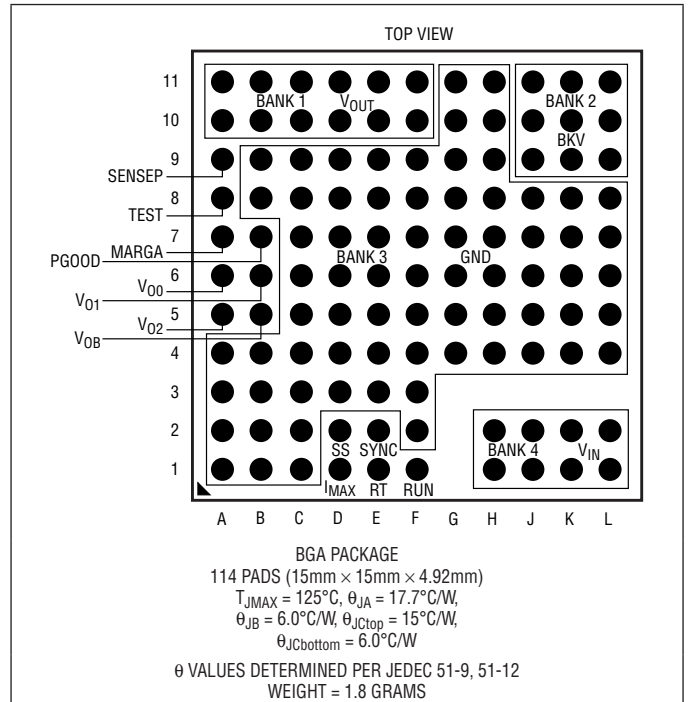 TOP VIEW
11
BANK 1 VOUT BANK 2
10
BKV
9
SENSEP
8
TEST
7
MARGA
PGOOD BANK 3 GND
6
VO0
VO1
5
VO2
VOB
4
3
2
SS SYNC BANK 4 VIN
1
IMAX RT RUN
A B C D E F G H J K L
BGA PACKAGE
114 PADS (15mm × 15mm × 4.92mm)
TJMAX = 125°C, θJA = 17.7°C/W,
θJB = 6.0°C/W, θJCtop = 15°C/W,
θJCbottom = 6.0°C/W
θ VALUES DETERMINED PER JEDEC 51-9, 51-12
WEIGHT = 1.8 GRAMS